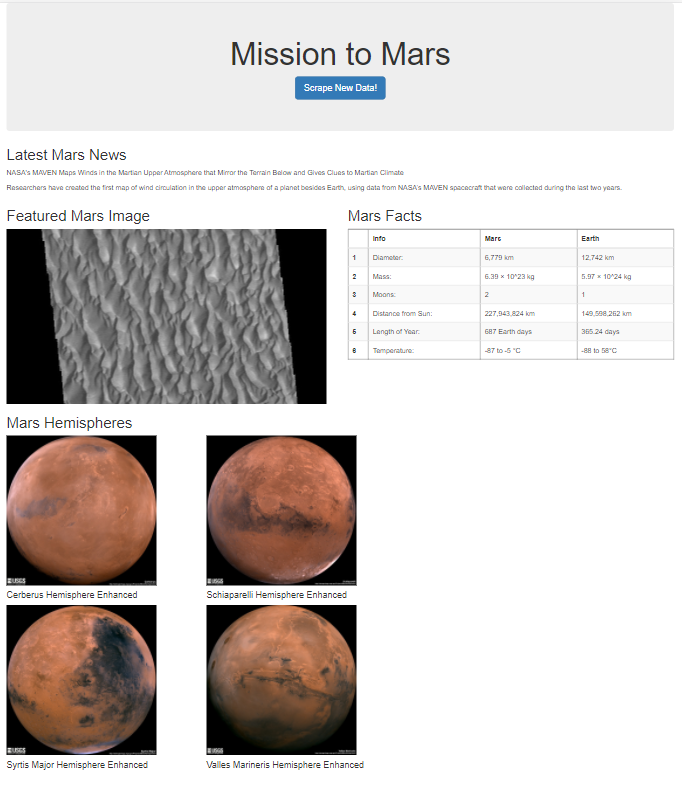 Mission to Mars
Scrape New Data!
Latest Mars News
NASA's MAVEN Maps Winds in the Martian Upper Atmosphere that Mirror the Terrain Below and Gives Clues to Martian Climate
Researchers have created the first map of wind circulation in the upper atmosphere of a planet besides Earth, using data from NASA's MAVEN spacecraft that were collected during the last two years.
Featured Mars Image
Mars Facts
Info Mars Earth
1 Diameter: 6,779 km 12,742 km
2 Mass: 6.39 × 10^23 kg 5.97 × 10^24 kg
3 Moons: 2 1
4 Distance from Sun: 227,943,824 km 149,598,262 km
5 Length of Year: 687 Earth days 365.24 days
6 Temperature: -87 to -5 °C -88 to 58°C
Mars Hemispheres
USGS
USGS
Cerberus Hemisphere Enhanced
Schiaparelli Hemisphere Enhanced
USGS
USGS
Syrtis Major Hemisphere Enhanced
Valles Marineris Hemisphere Enhanced